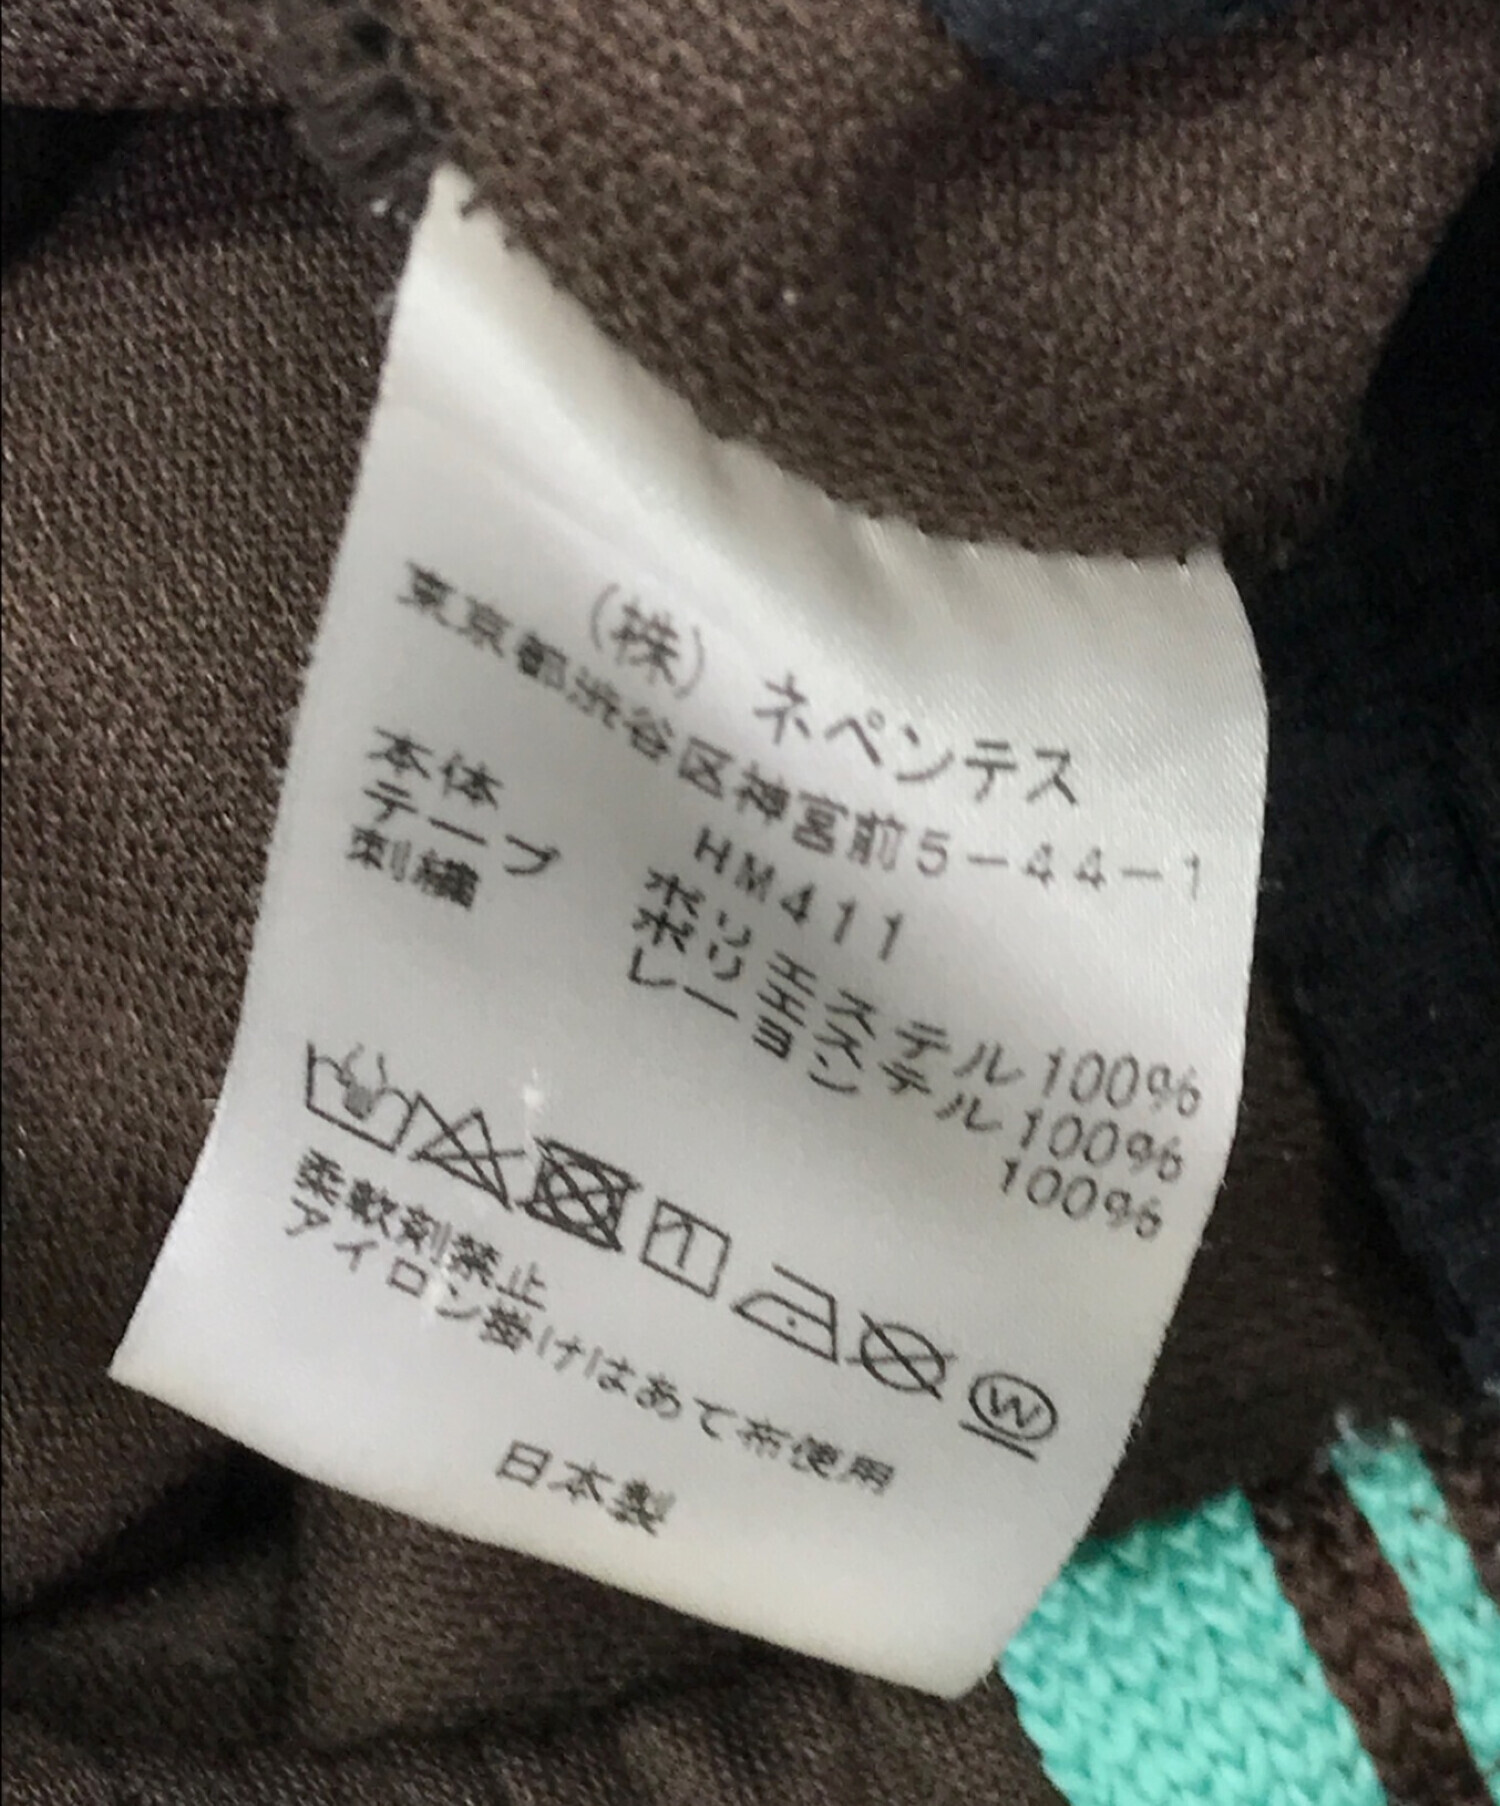 (株) ネペンテス
東京都渋谷区神宮前5-44-1
HM411
本体 ポリエステル100%
テープ ポリエステル100%
刺繍 レーヨン 100%
W
柔軟剤禁止
アイロン掛けはあて布使用
日本製